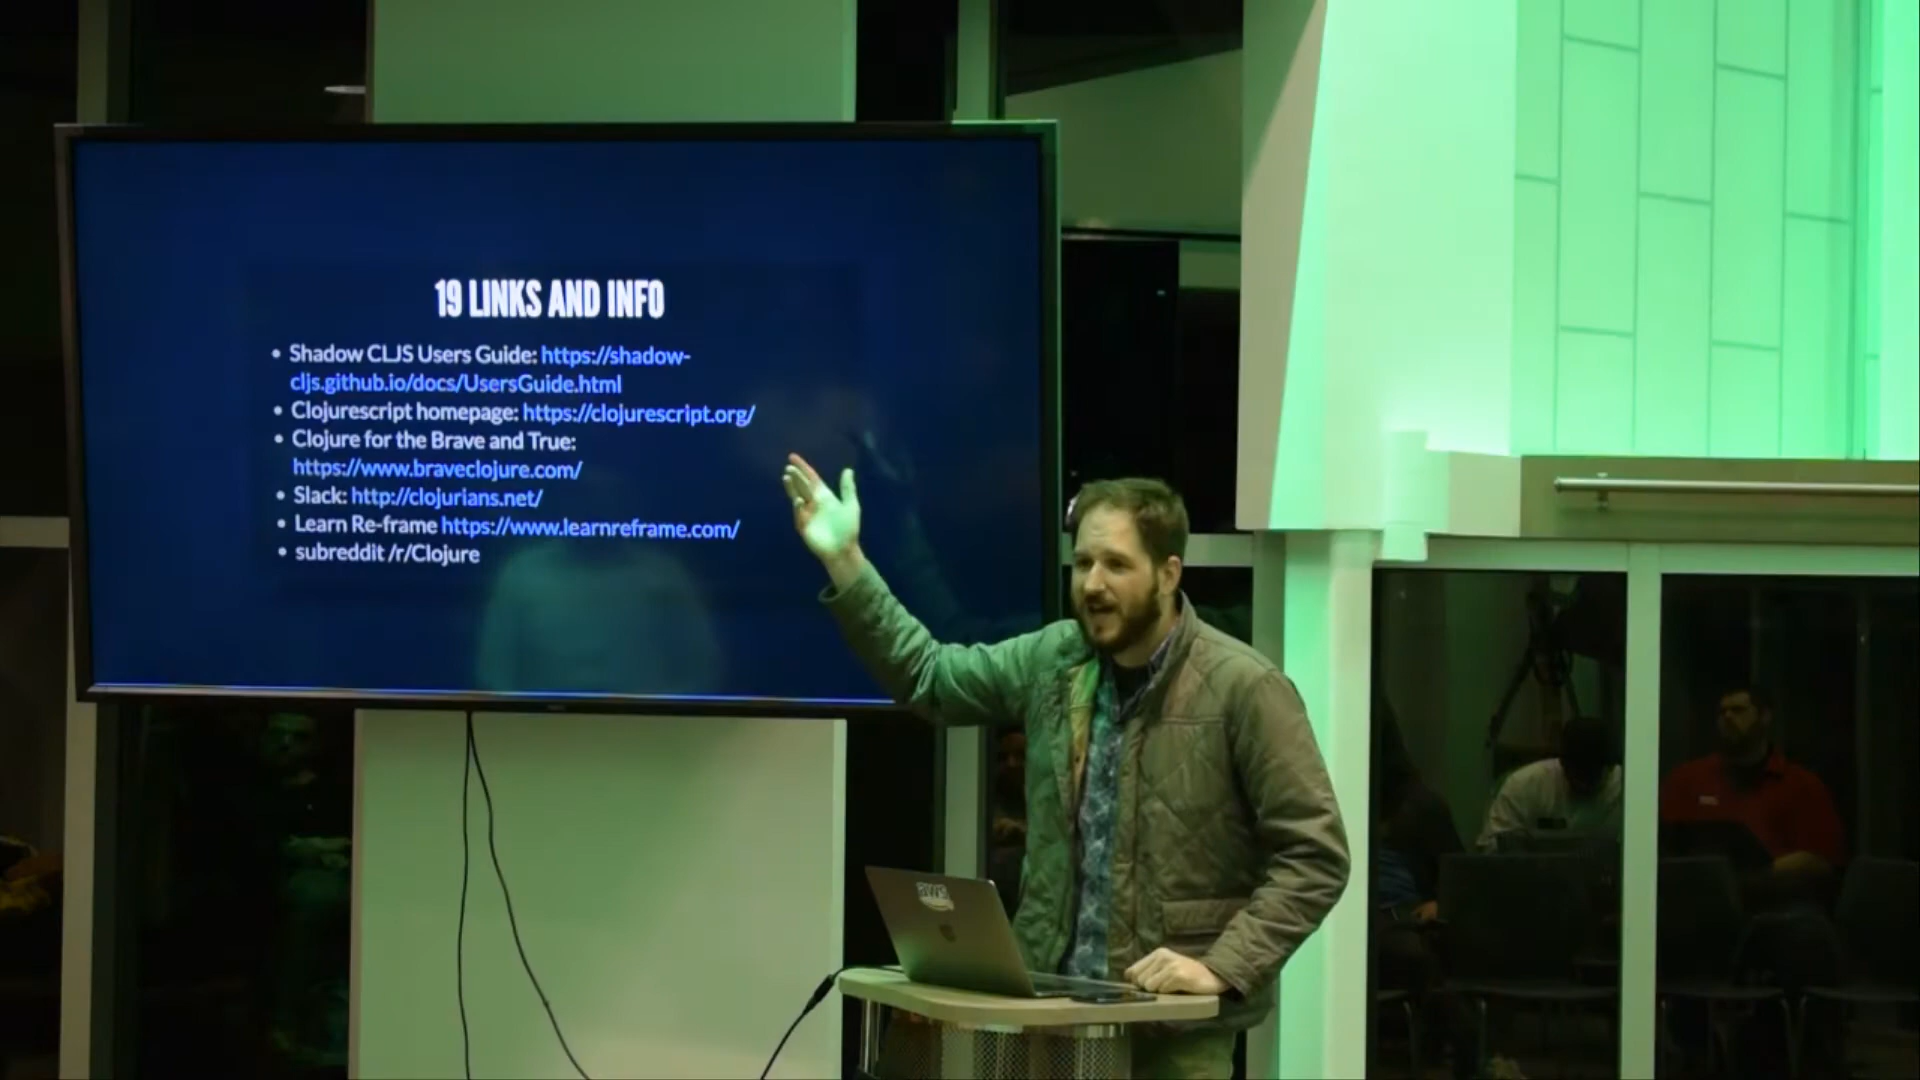 19 LINKS AND INFO
• Shadow CLJS Users Guide: https://shadow-
cljs.github.io/docs/UsersGuide.html
• Clojurescript homepage: https://clojurescript.org/
• Clojure for the Brave and True:
https://www.braveclojure.com/
• Slack: http://clojurians.net/
• Learn Re-frame https://www.learnreframe.com/
• subreddit /r/Clojure
aws